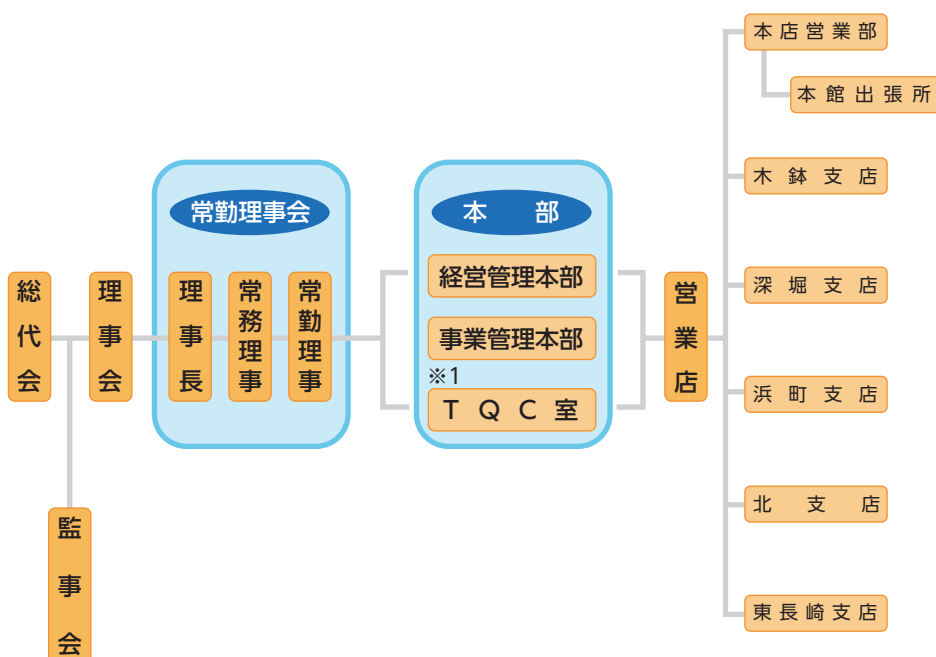 総代会
監事会
理事会
常勤理事会
理事長
常務理事
常勤理事
本部
経営管理本部
事業管理本部
※1
TQC室
営業店
本店営業部
本館出張所
木鉢支店
深堀支店
浜町支店
北支店
東長崎支店